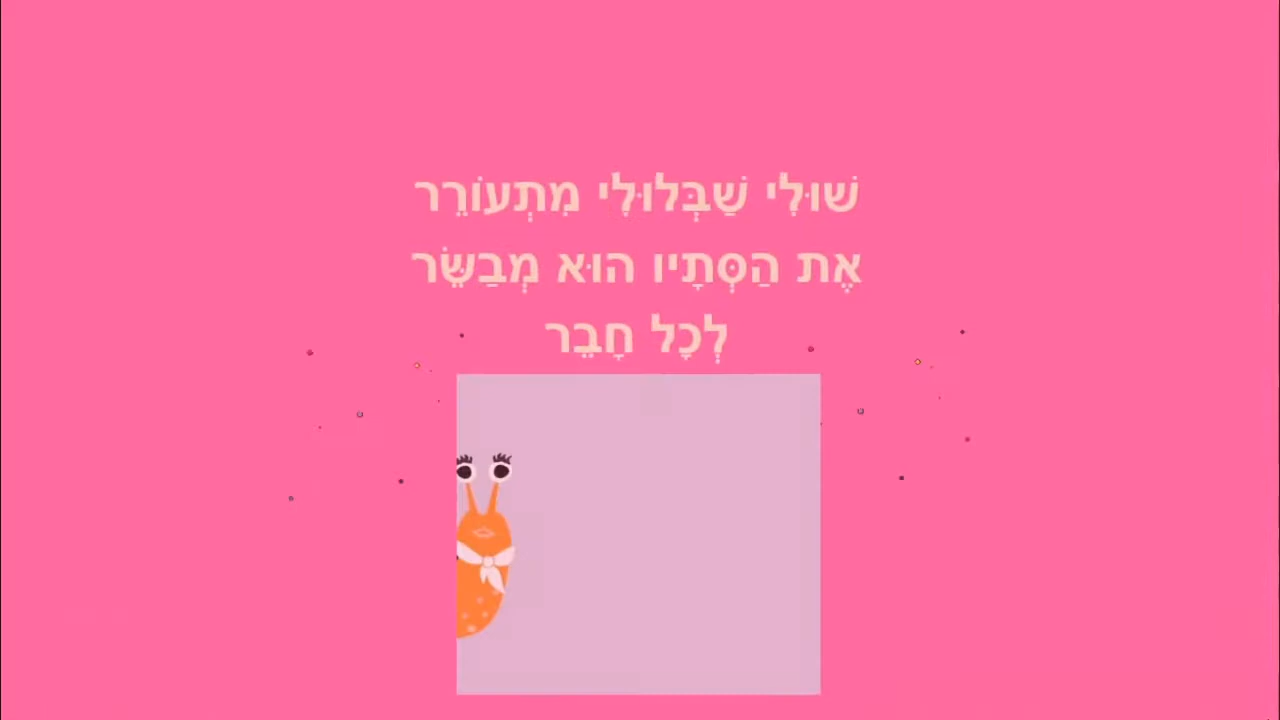 שׁוּלִי שַׁבְּלוּלִי מִתְעוֹרֵר
אֶת הַסְּתָיו הוּא מְבַשֵּׂר
לְכָל חָבֵר